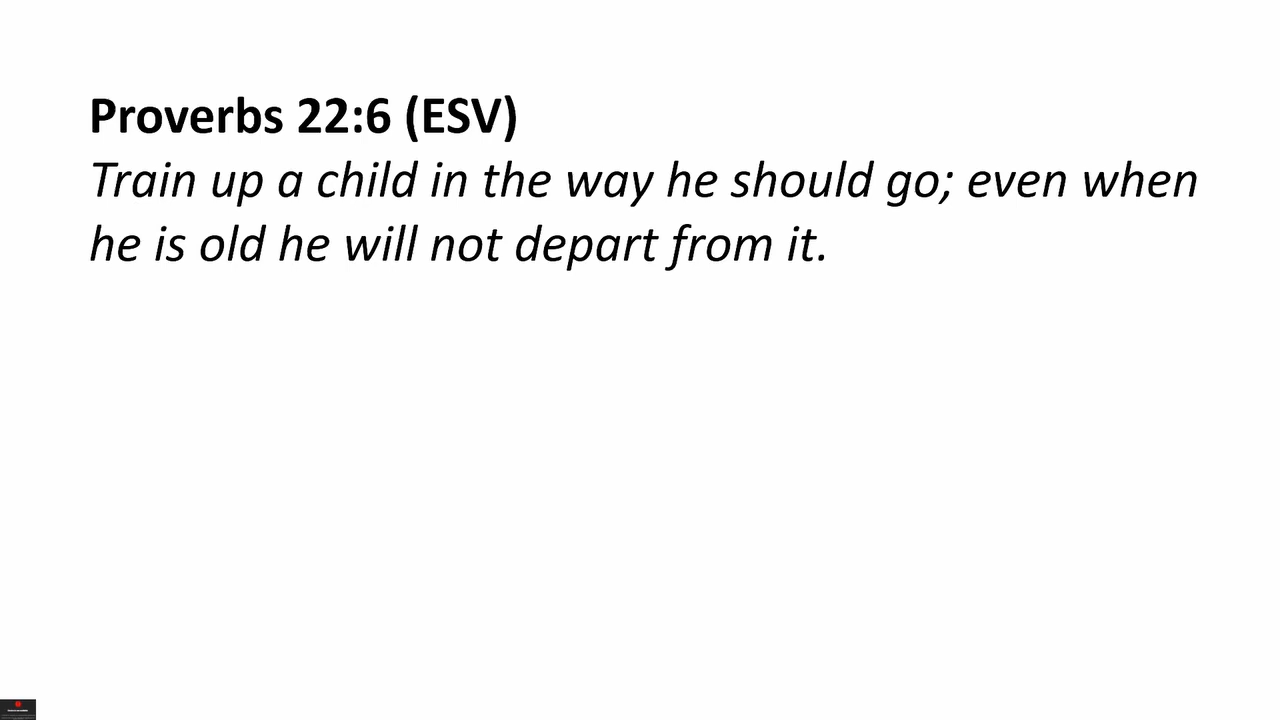 Proverbs 22:6 (ESV)
Train up a child in the way he should go; even when
he is old he will not depart from it.